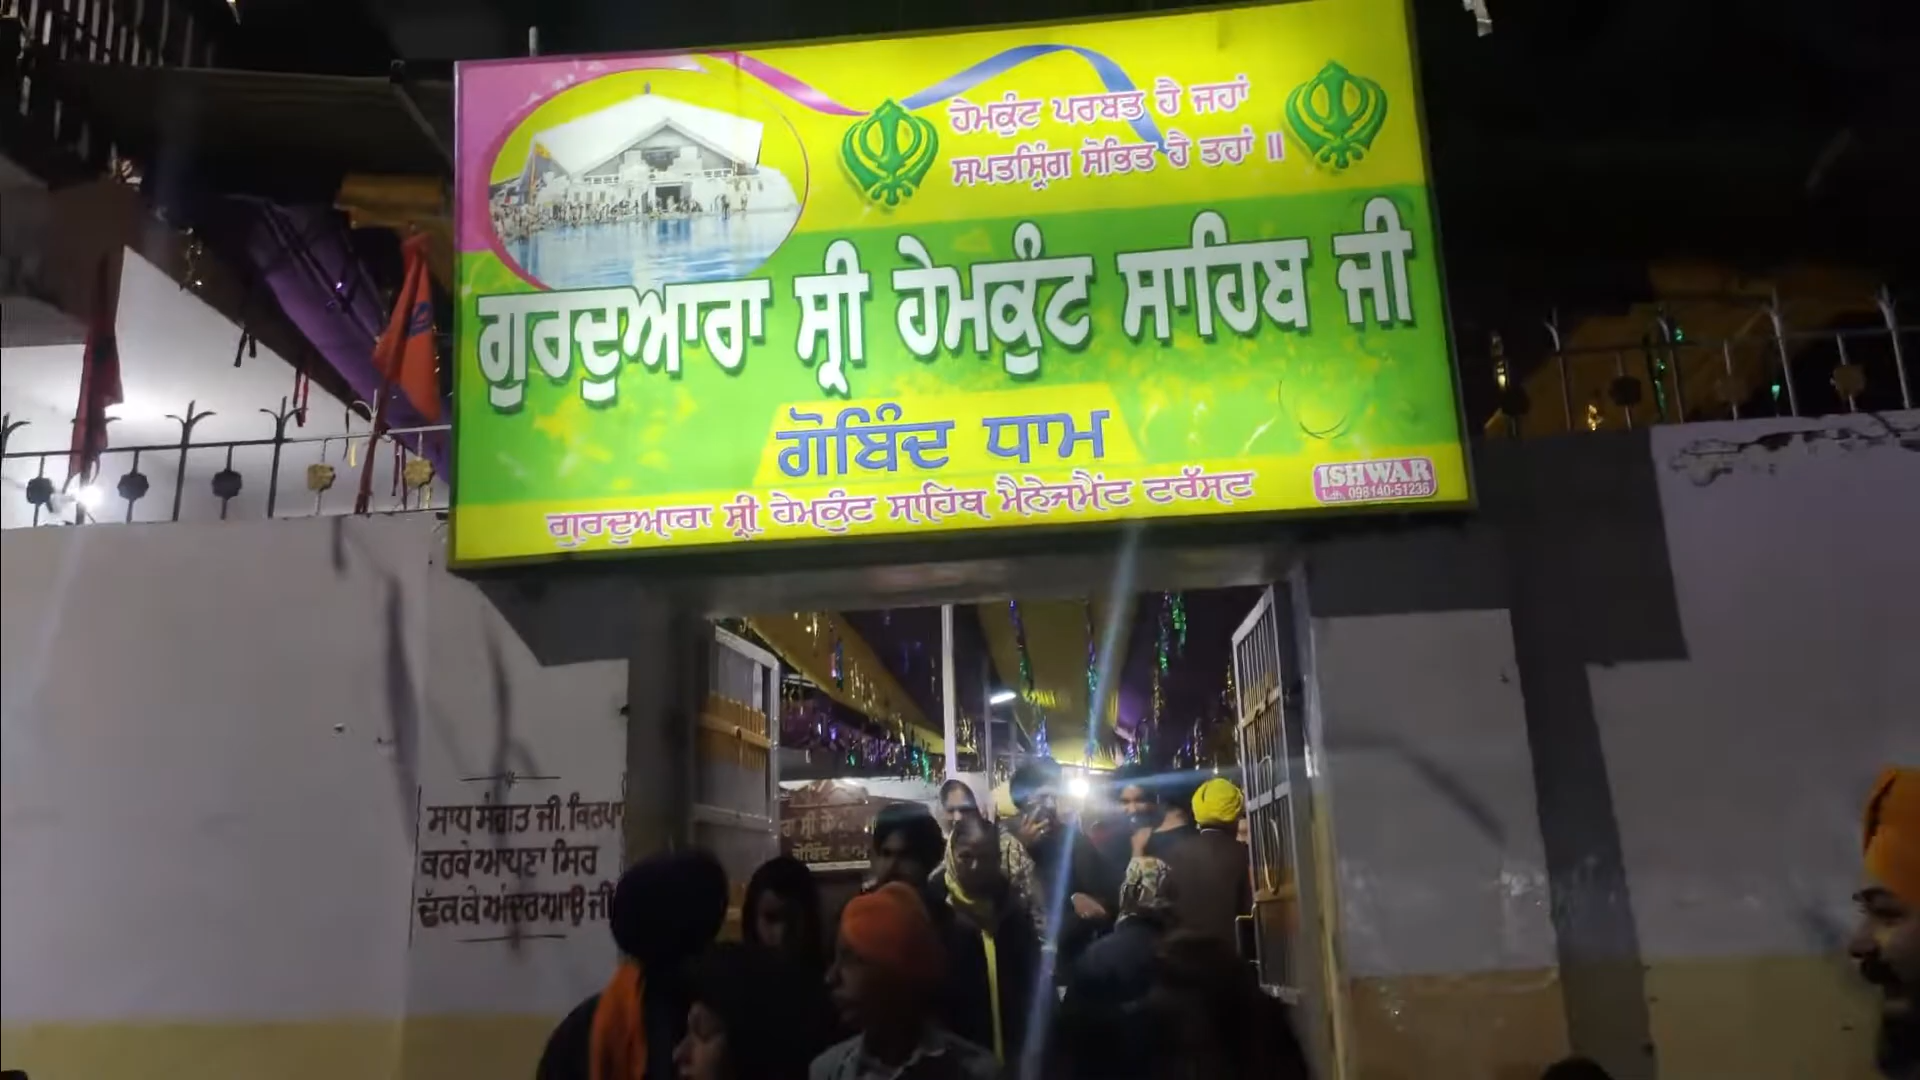 ਹੇਮਕੁੰਟ ਪਰਬਤ ਹੈ ਜਹਾਂ
ਸਪਤਸ੍ਰਿੰਗ ਸੋਭਿਤ ਹੈ ਤਹਾਂ ॥
ਗੁਰਦੁਆਰਾ ਸ੍ਰੀ ਹੇਮਕੁੰਟ ਸਾਹਿਬ ਜੀ
ਗੋਬਿੰਦ ਧਾਮ
ਗੁਰਦੁਆਰਾ ਸ੍ਰੀ ਹੇਮਕੁੰਟ ਸਾਹਿਬ ਮੈਨੇਜਮੈਂਟ ਟਰੱਸਟ
ISHWAR
Ldh. 098140-51236
ਸਾਧ ਸੰਗਤ ਜੀ, ਕਿਰਪਾ
ਕਰਕੇ ਆਪਣਾ ਸਿਰ
ਢੱਕਕੇ ਅੰਦਰ ਆਉ ਜੀ
ਗੋਬਿੰਦ ਧਾਮ